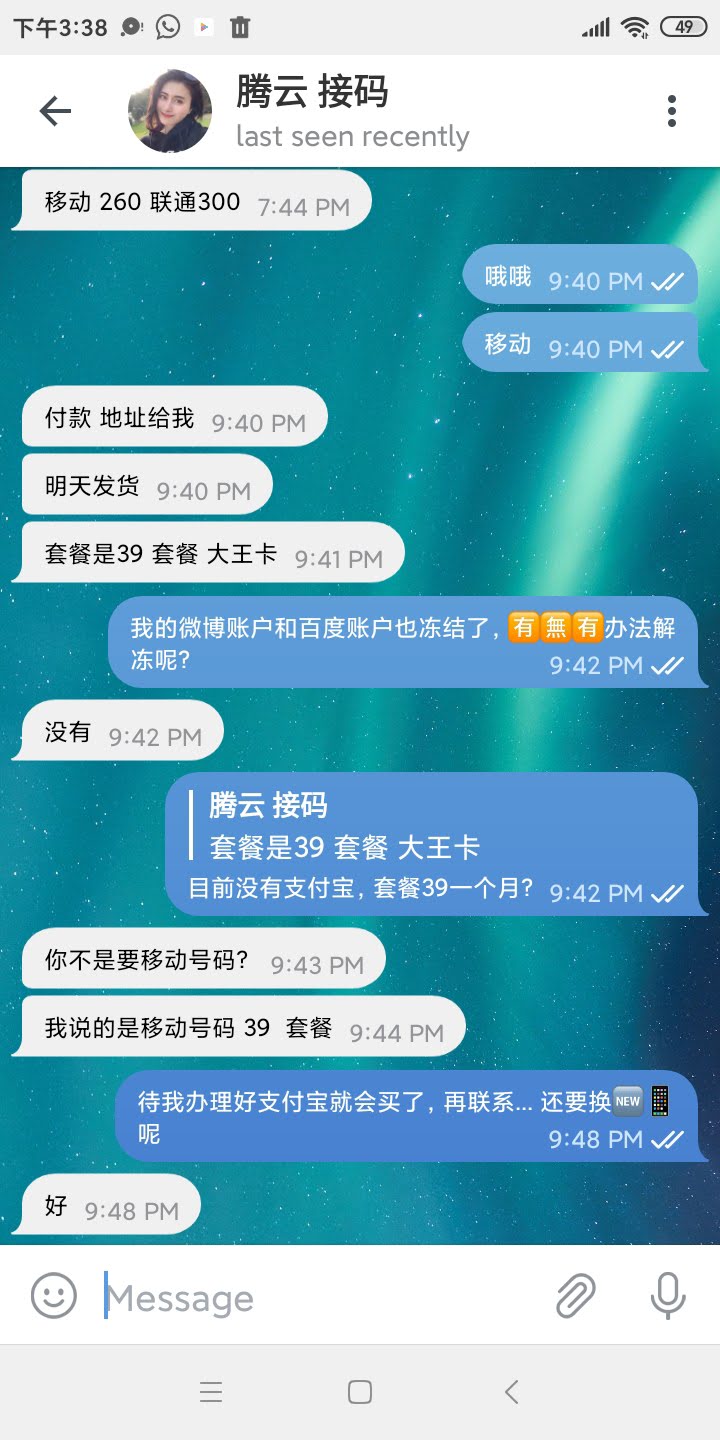 下午3:38
49
腾云 接码
last seen recently
移动 260 联通300 7:44 PM
哦哦 9:40 PM
移动 9:40 PM
付款 地址给我 9:40 PM
明天发货 9:40 PM
套餐是39 套餐 大王卡 9:41 PM
我的微博账户和百度账户也冻结了，🈶🈚🈶办法解
冻呢？
9:42 PM
没有 9:42 PM
腾云 接码
套餐是39 套餐 大王卡
目前没有支付宝，套餐39一个月？ 9:42 PM
你不是要移动号码？ 9:43 PM
我说的是移动号码 39  套餐 9:44 PM
待我办理好支付宝就会买了，再联系... 还要换🆕📱
呢
9:48 PM
好 9:48 PM
Message